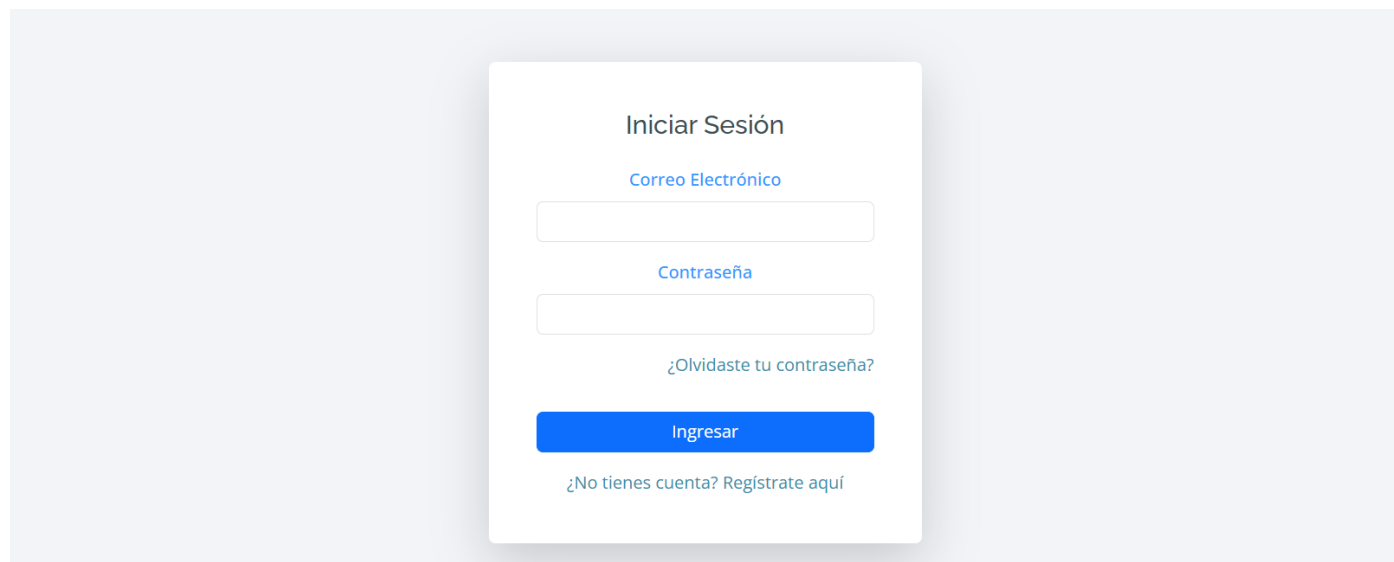 Iniciar Sesión
Correo Electrónico
Contraseña
¿Olvidaste tu contraseña?
Ingresar
¿No tienes cuenta? Regístrate aquí